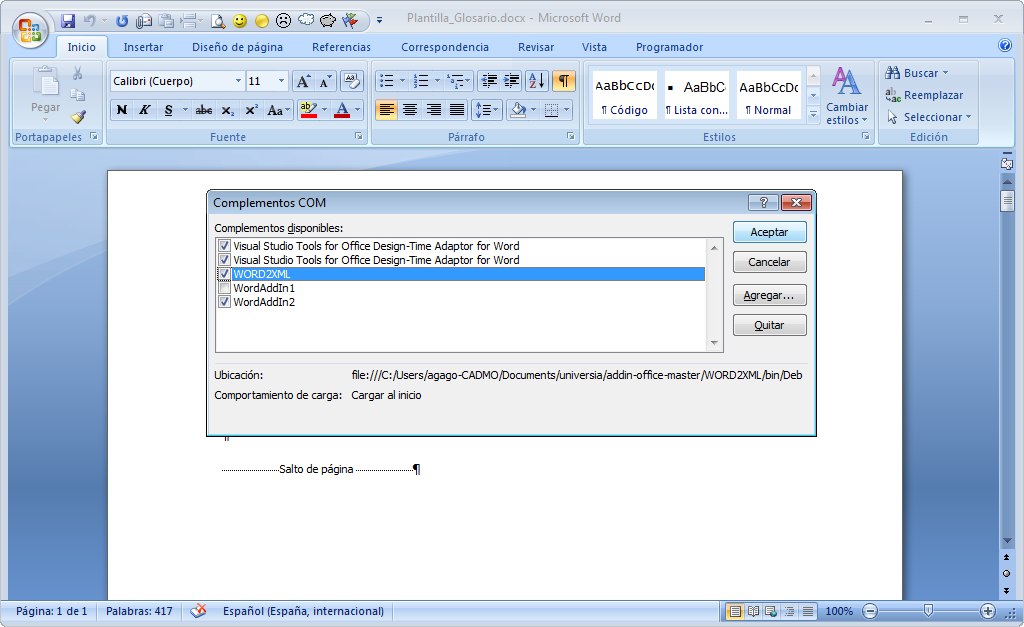 Plantilla_Glosario.docx - Microsoft Word
Inicio Insertar Diseño de página Referencias Correspondencia Revisar Vista Programador
Pegar
Portapapeles
Calibri (Cuerpo) 11
N K S abc x₂ x² Aa
Fuente
Párrafo
AaBbCcDc AaBbC AaBbCcDc
¶ Código ¶ Lista con... ¶ Normal
Cambiar
estilos
Estilos
Buscar
Reemplazar
Seleccionar
Edición
Complementos COM
Complementos disponibles:
Visual Studio Tools for Office Design-Time Adaptor for Word
Visual Studio Tools for Office Design-Time Adaptor for Word
WORD2XML
WordAddIn1
WordAddIn2
Aceptar
Cancelar
Agregar...
Quitar
Ubicación: file:///C:/Users/agago-CADMO/Documents/universia/addin-office-master/WORD2XML/bin/Deb
Comportamiento de carga: Cargar al inicio
¶
Salto de página ¶
Página: 1 de 1 Palabras: 417 Español (España, internacional) 100%